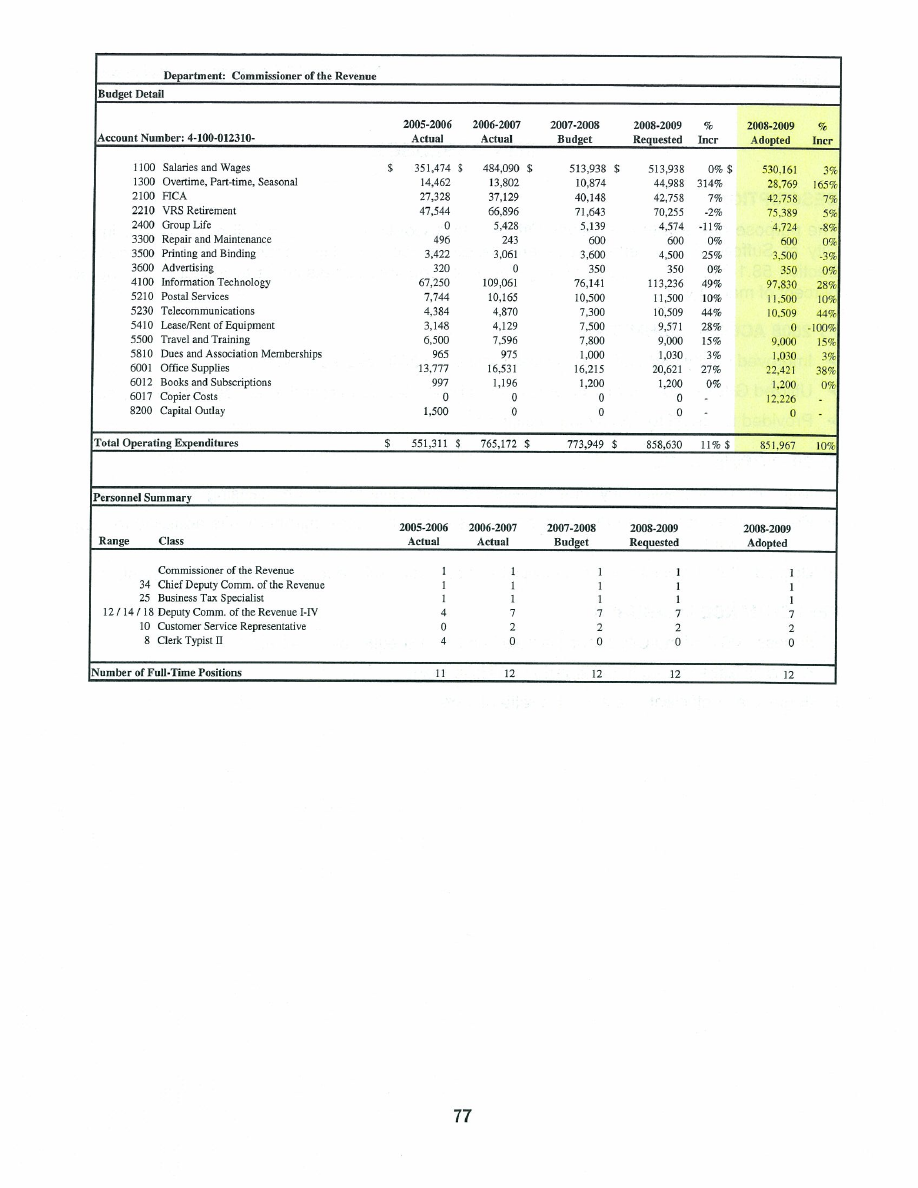 Department: Commissioner of the Revenue
Budget Detail
2005-2006 2006-2007 2007-2008 2008-2009 % 2008-2009 %
Account Number: 4-100-012310- Actual Actual Budget Requested Incr Adopted Incr
1100 Salaries and Wages $ 351,474 $ 484,090 $ 513,938 $ 513,938 0% $ 530,161 3%
1300 Overtime, Part-time, Seasonal 14,462 13,802 10,874 44,988 314% 28,769 165%
2100 FICA 27,328 37,129 40,148 42,758 7% 42,758 7%
2210 VRS Retirement 47,544 66,896 71,643 70,255 -2% 75,389 5%
2400 Group Life 0 5,428 5,139 4,574 -11% 4,724 -8%
3300 Repair and Maintenance 496 243 600 600 0% 600 0%
3500 Printing and Binding 3,422 3,061 3,600 4,500 25% 3,500 -3%
3600 Advertising 320 0 350 350 0% 350 0%
4100 Information Technology 67,250 109,061 76,141 113,236 49% 97,830 28%
5210 Postal Services 7,744 10,165 10,500 11,500 10% 11,500 10%
5230 Telecommunications 4,384 4,870 7,300 10,509 44% 10,509 44%
5410 Lease/Rent of Equipment 3,148 4,129 7,500 9,571 28% 0 -100%
5500 Travel and Training 6,500 7,596 7,800 9,000 15% 9,000 15%
5810 Dues and Association Memberships 965 975 1,000 1,030 3% 1,030 3%
6001 Office Supplies 13,777 16,531 16,215 20,621 27% 22,421 38%
6012 Books and Subscriptions 997 1,196 1,200 1,200 0% 1,200 0%
6017 Copier Costs 0 0 0 0 - 12,226 -
8200 Capital Outlay 1,500 0 0 0 - 0 -
Total Operating Expenditures $ 551,311 $ 765,172 $ 773,949 $ 858,630 11% $ 851,967 10%
Personnel Summary
2005-2006 2006-2007 2007-2008 2008-2009 2008-2009
Range Class Actual Actual Budget Requested Adopted
Commissioner of the Revenue 1 1 1 1 1
34 Chief Deputy Comm. of the Revenue 1 1 1 1 1
25 Business Tax Specialist 1 1 1 1 1
12 / 14 / 18 Deputy Comm. of the Revenue I-IV 4 7 7 7 7
10 Customer Service Representative 0 2 2 2 2
8 Clerk Typist II 4 0 0 0 0
Number of Full-Time Positions 11 12 12 12 12
77